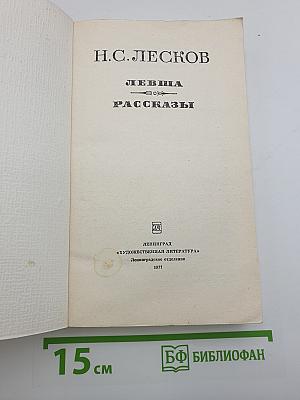 Н.С.ЛЕСКОВ
ЛЕВША
РАССКАЗЫ
ЛЕНИНГРАД
«ХУДОЖЕСТВЕННАЯ ЛИТЕРАТУРА»
Ленинградское отделение
1977
15 см
БФ БИБЛИОФАН